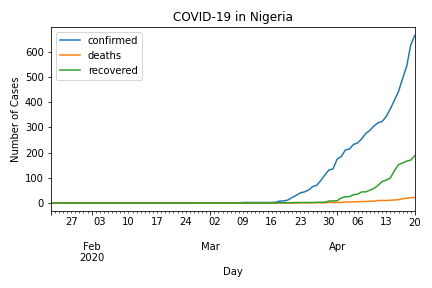 COVID-19 in Nigeria
confirmed
deaths
recovered
Number of Cases
600
500
400
300
200
100
0
27 03 10 17 24 02 09 16 23 30 06 13 20
Feb Mar Apr
2020
Day